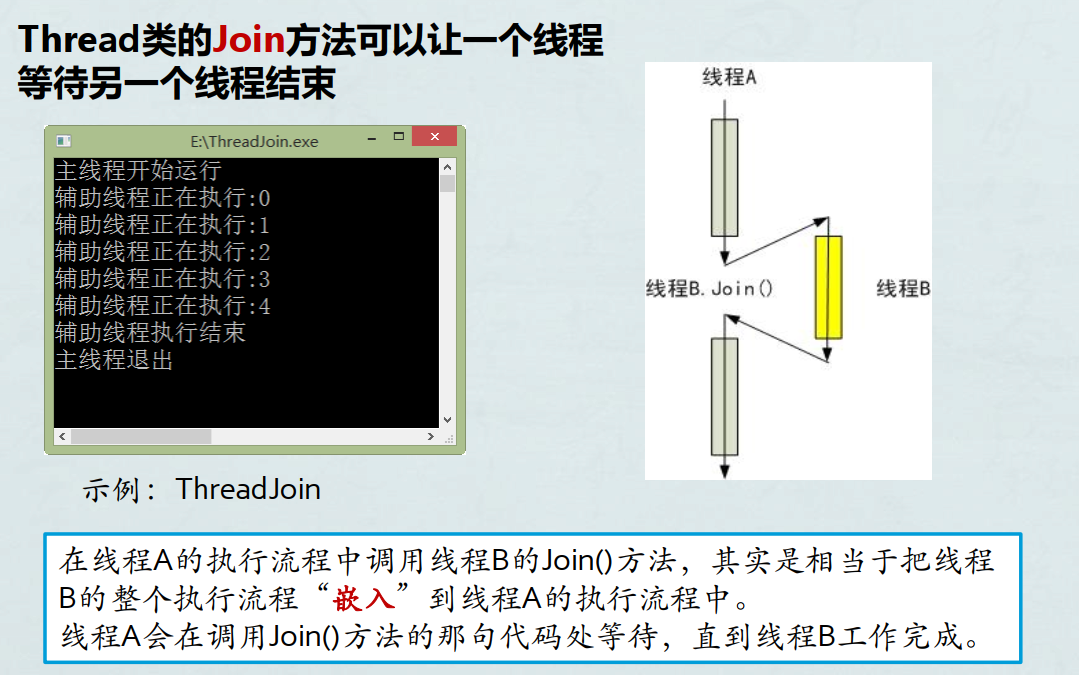 Thread类的Join方法可以让一个线程
等待另一个线程结束
E:\ThreadJoin.exe
主线程开始运行
辅助线程正在执行:0
辅助线程正在执行:1
辅助线程正在执行:2
辅助线程正在执行:3
辅助线程正在执行:4
辅助线程执行结束
主线程退出
示例：ThreadJoin
线程A
线程B.Join()
线程B
在线程A的执行流程中调用线程B的Join()方法，其实是相当于把线程
B的整个执行流程“嵌入”到线程A的执行流程中。
线程A会在调用Join()方法的那句代码处等待，直到线程B工作完成。